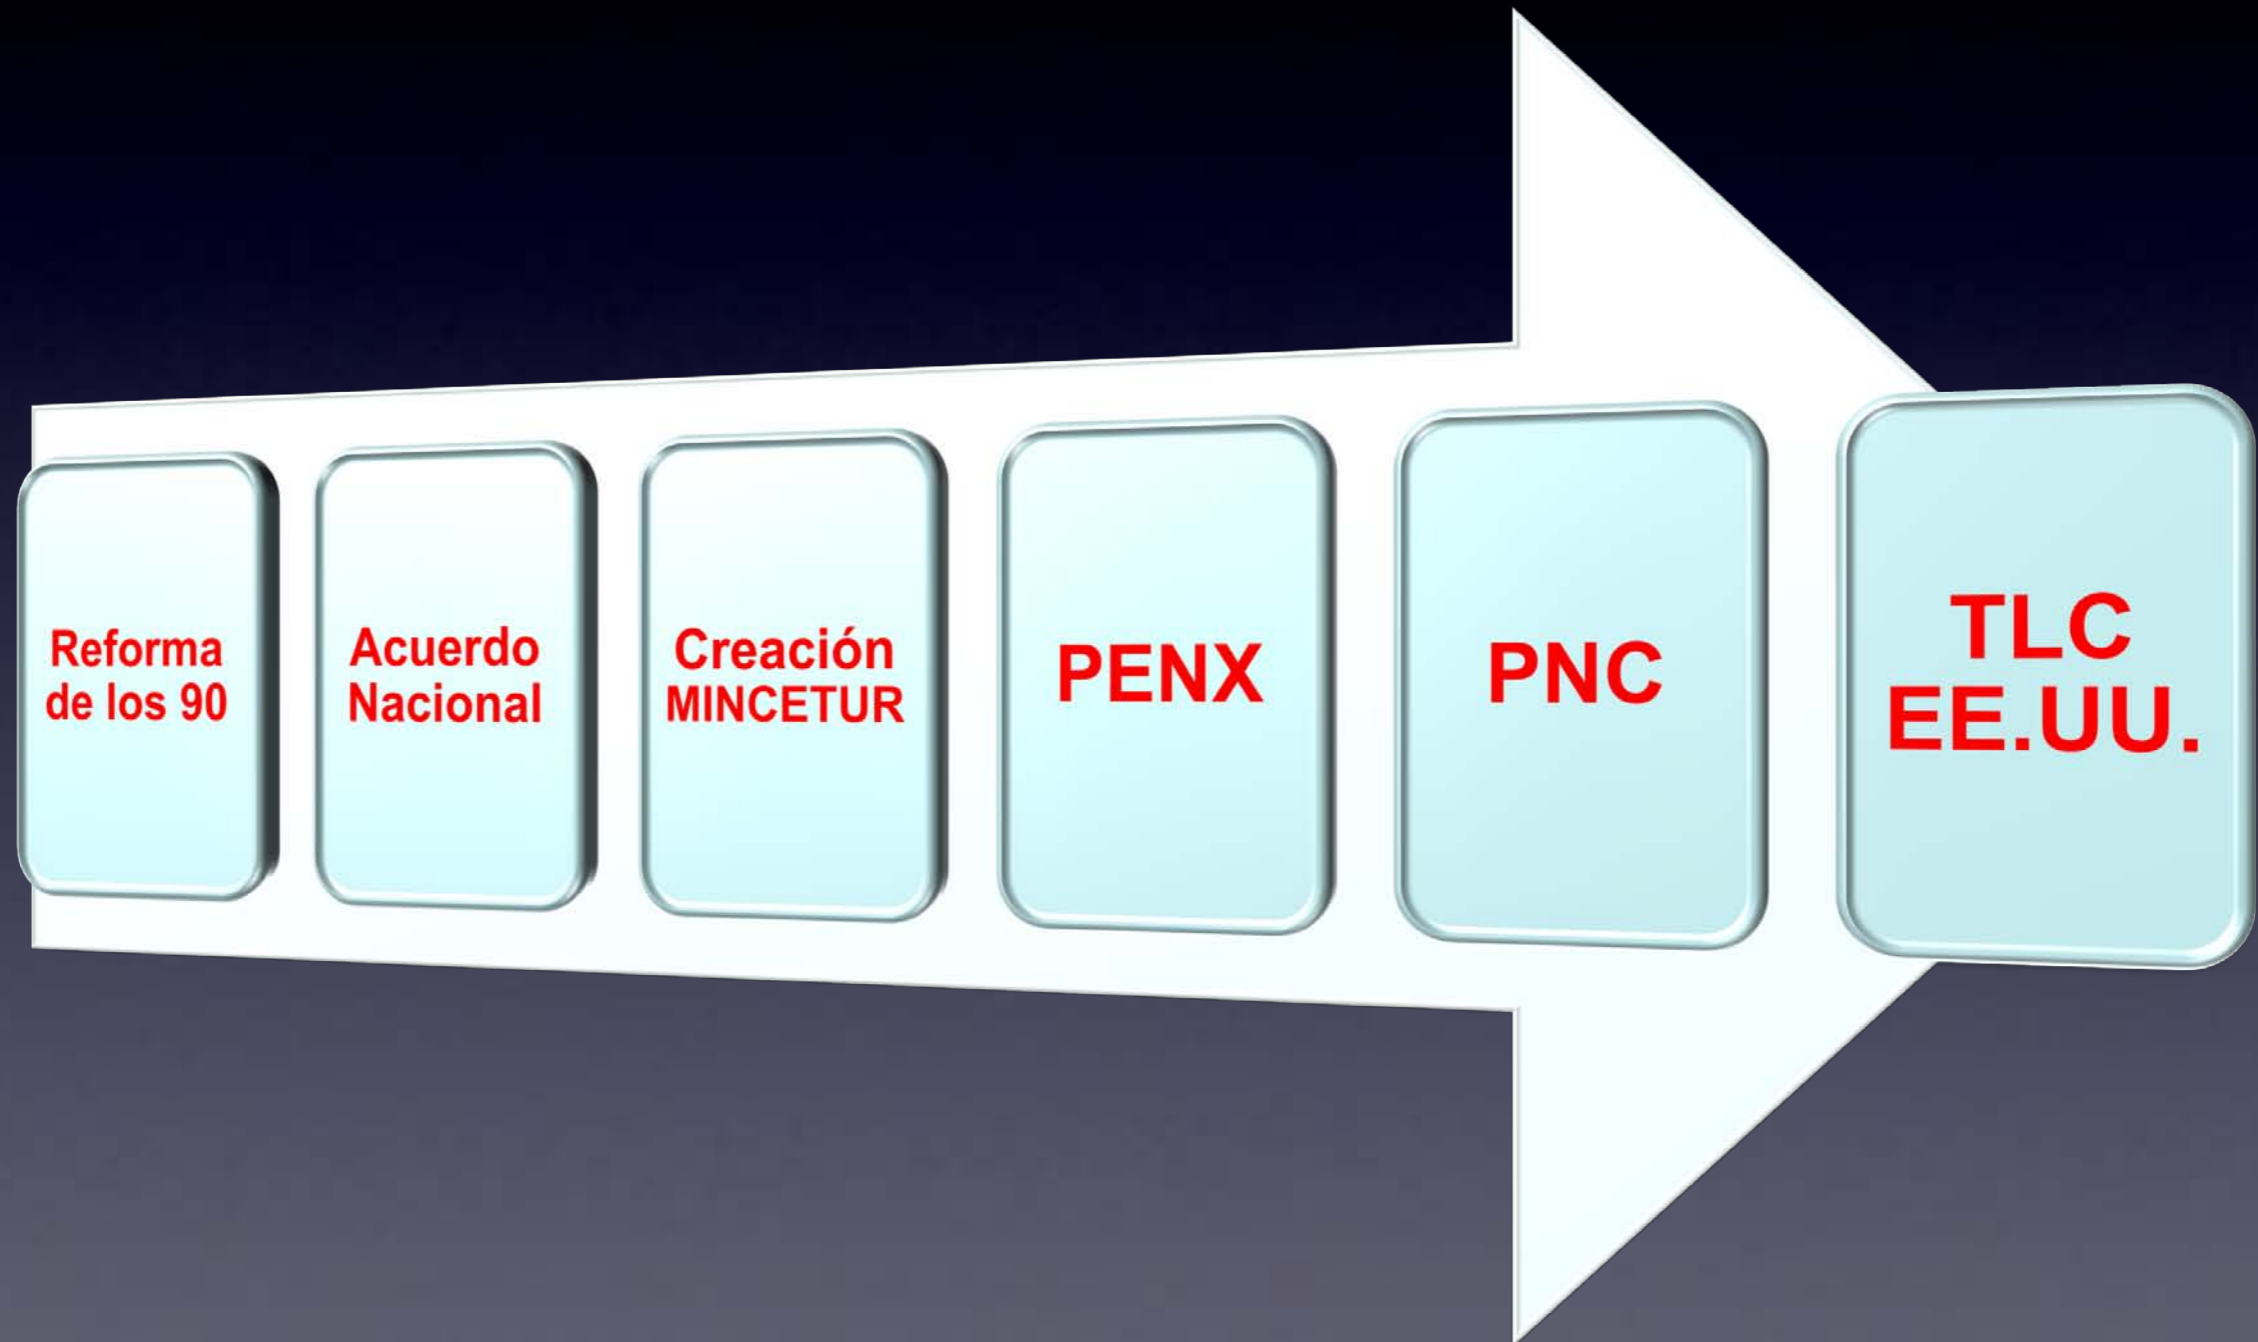 Reforma
de los 90
Acuerdo
Nacional
Creación
MINCETUR
PENX
PNC
TLC
EE.UU.